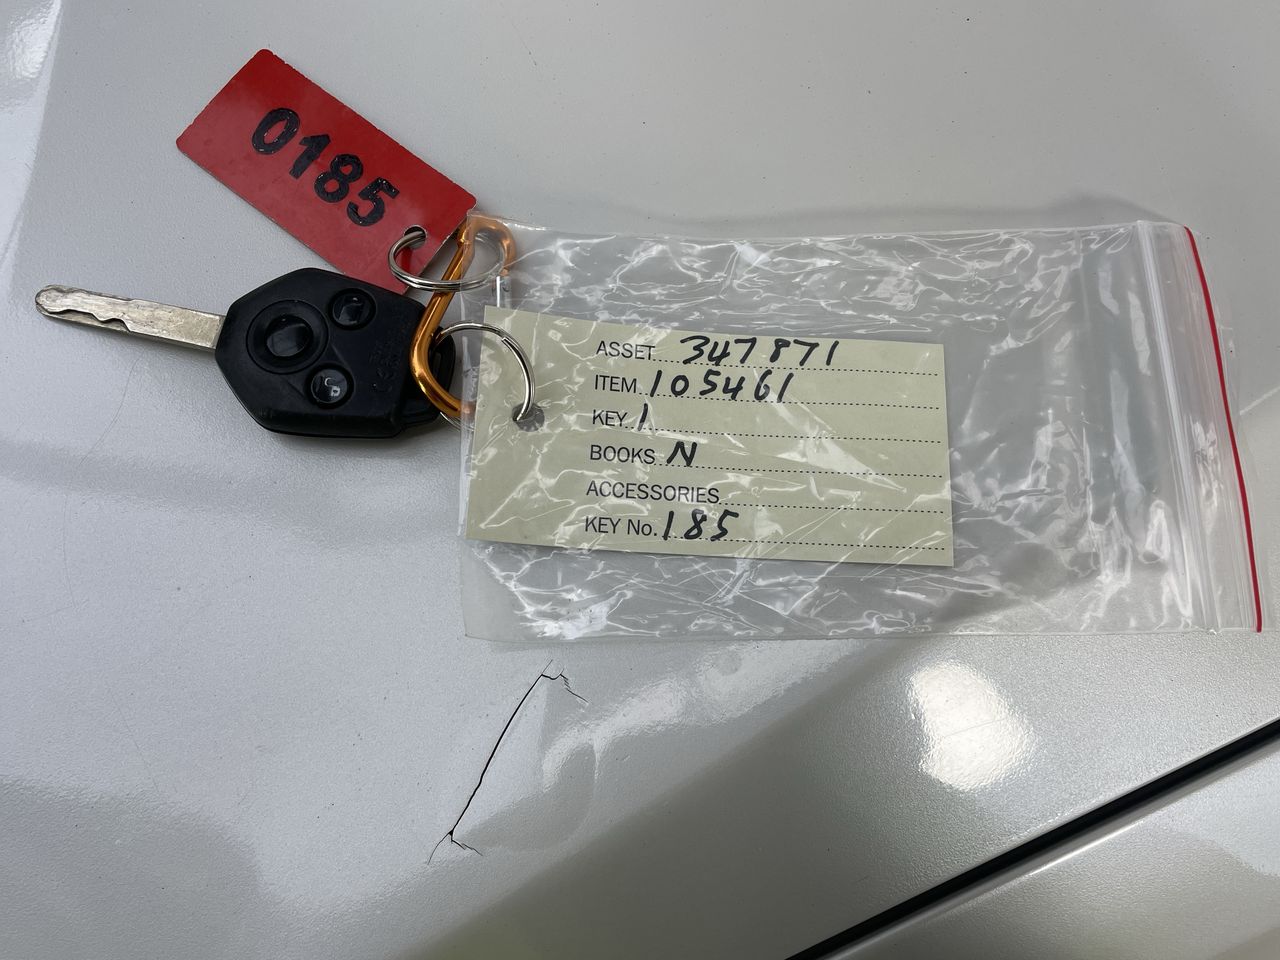 0185
ASSET 347871
ITEM 105461
KEY 1
BOOKS N
ACCESSORIES
KEY No. 185